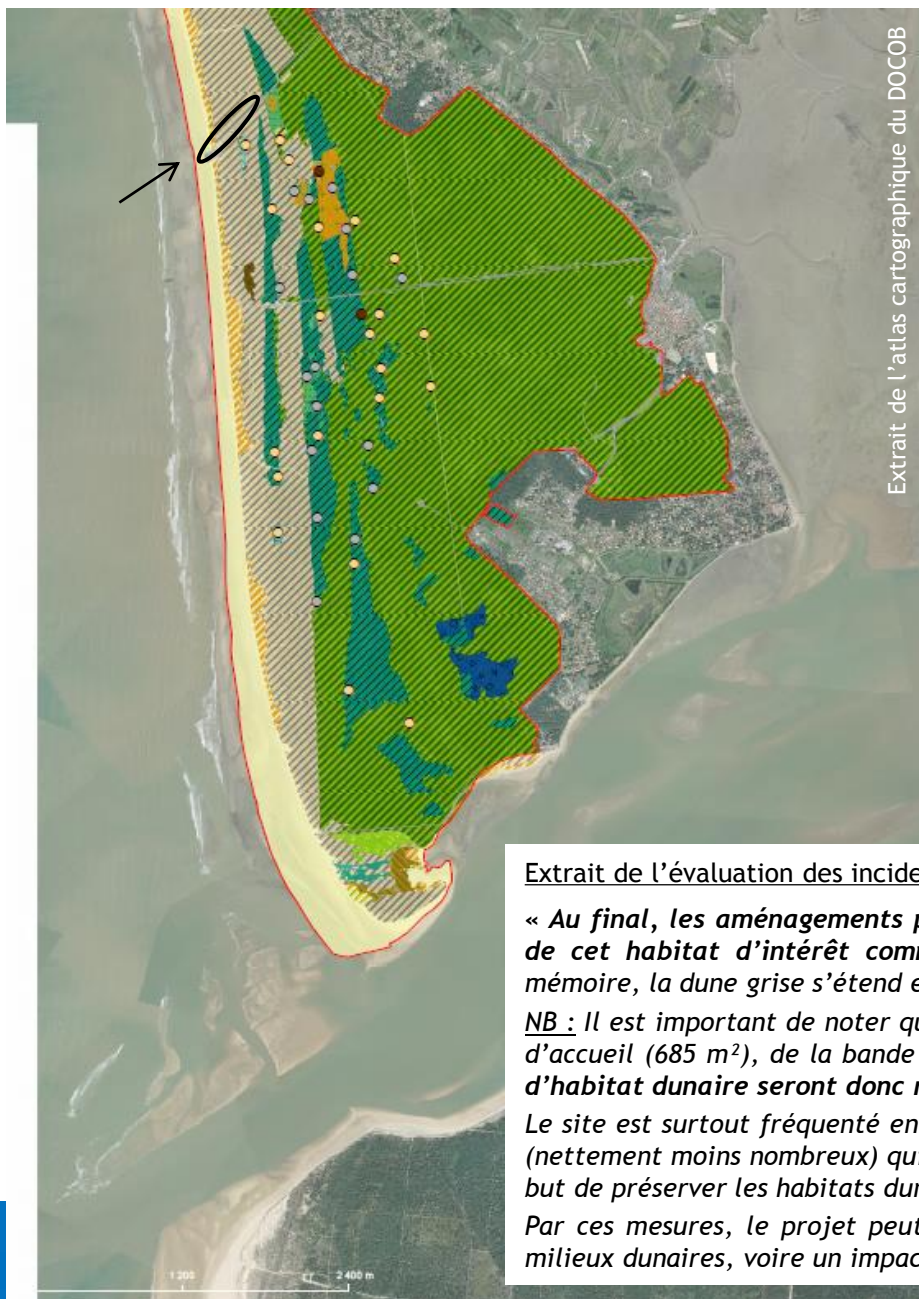 Extrait de l'atlas cartographique du DOCOB
Extrait de l'évaluation des incide
« Au final, les aménagements p
de cet habitat d'intérêt com
mémoire, la dune grise s'étend e
NB : Il est important de noter qu
d'accueil (685 m²), de la bande
d'habitat dunaire seront donc r
Le site est surtout fréquenté en
(nettement moins nombreux) qui
but de préserver les habitats dun
Par ces mesures, le projet peut
milieux dunaires, voire un impac
1 200
2 400 m